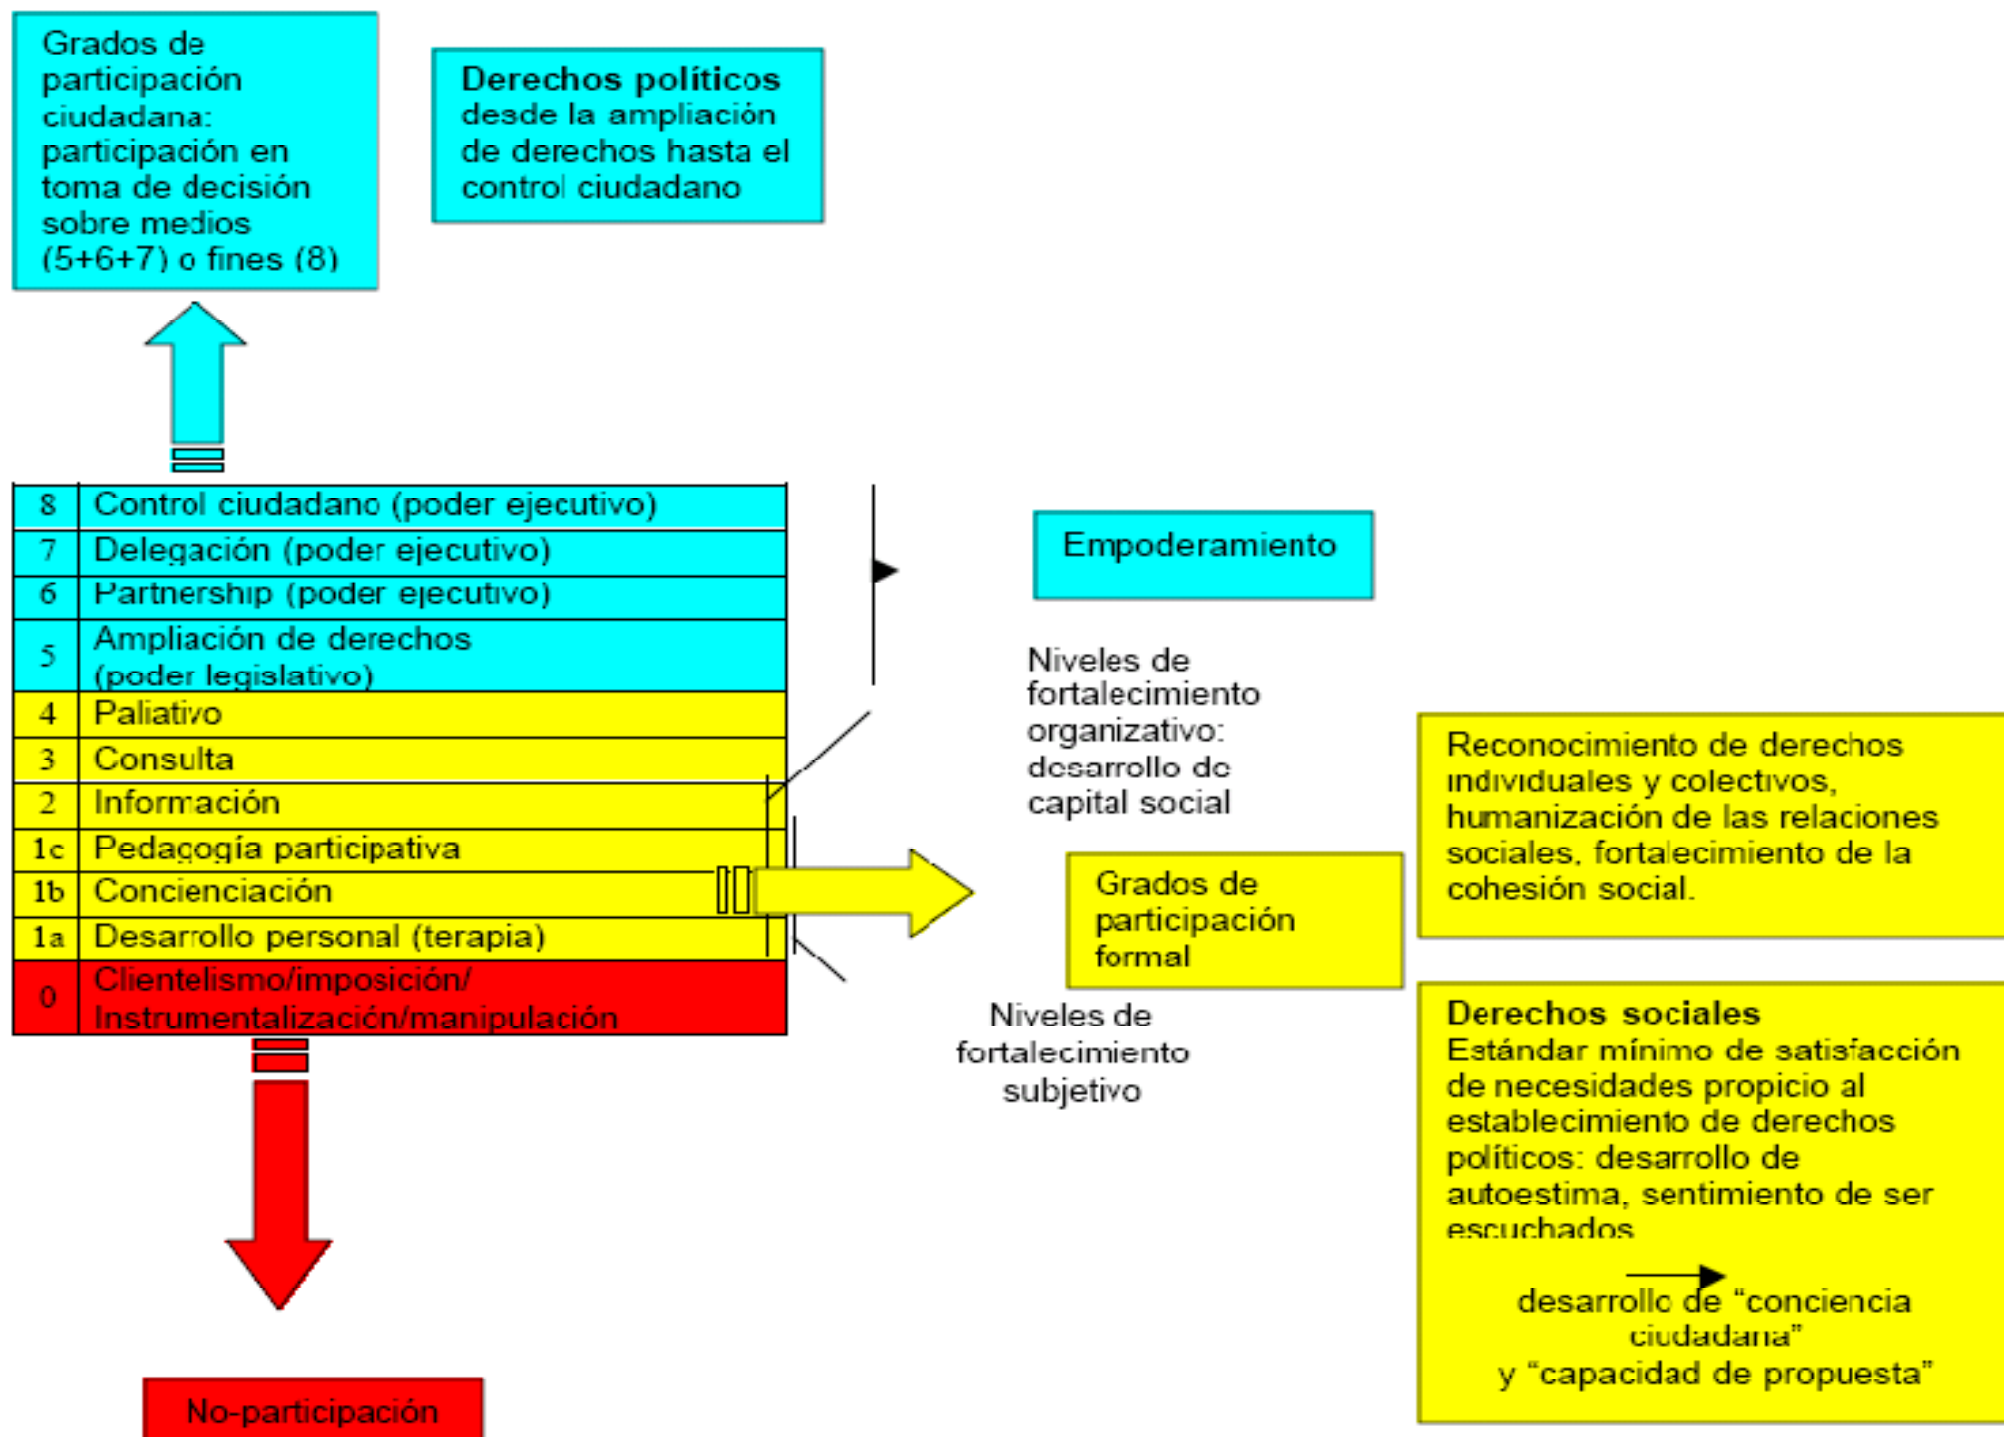 Grados de
participación
ciudadana:
participación en
toma de decisión
sobre medios
(5+6+7) o fines (8)
Derechos políticos
desde la ampliación
de derechos hasta el
control ciudadano
8 Control ciudadano (poder ejecutivo)
7 Delegación (poder ejecutivo)
6 Partnership (poder ejecutivo)
5 Ampliación de derechos
(poder legislativo)
4 Paliativo
3 Consulta
2 Información
1c Pedagogía participativa
1b Concienciación
1a Desarrollo personal (terapia)
0 Clientelismo/imposición/
Instrumentalización/manipulación
Empoderamiento
Niveles de
fortalecimiento
organizativo:
desarrollo de
capital social
Grados de
participación
formal
Niveles de
fortalecimiento
subjetivo
Reconocimiento de derechos
individuales y colectivos,
humanización de las relaciones
sociales, fortalecimiento de la
cohesión social.
Derechos sociales
Estándar mínimo de satisfacción
de necesidades propicio al
establecimiento de derechos
políticos: desarrollo de
autoestima, sentimiento de ser
escuchados
desarrollo de “conciencia
ciudadana”
y “capacidad de propuesta”
No-participación